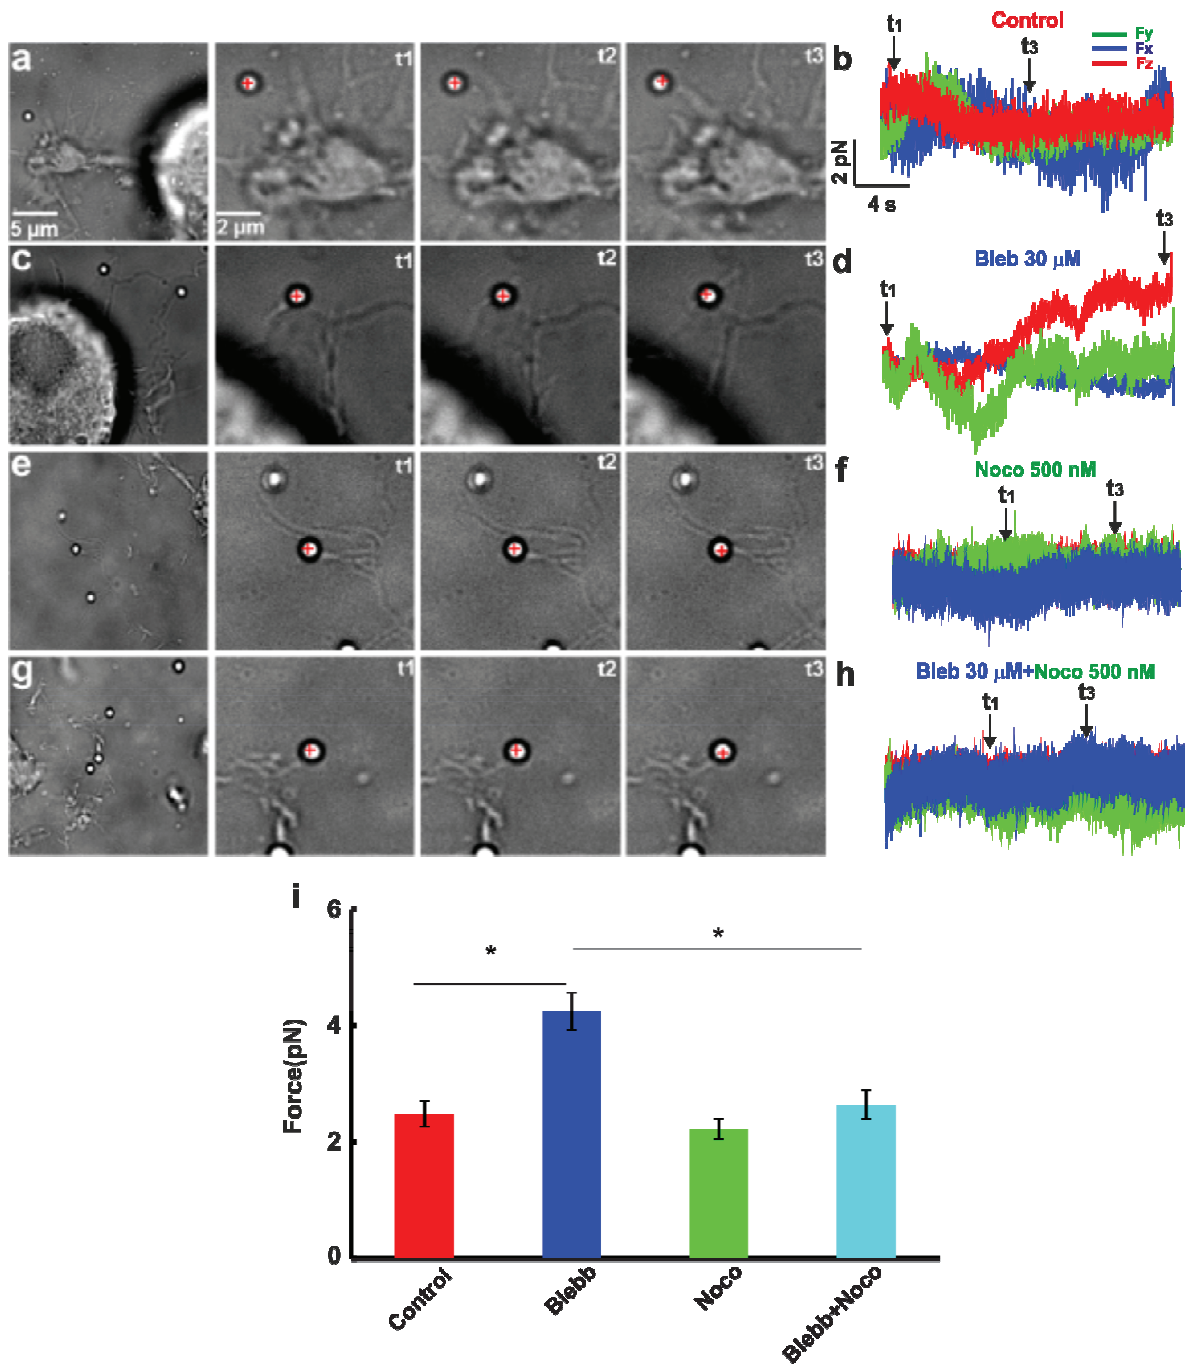 a
t1
t2
t3
5 µm
2 µm
b
Control
t1
t3
Fy
Fx
Fz
2 pN
4 s
c
t1
t2
t3
d
Bleb 30 µM
t1
t3
e
t1
t2
t3
f
Noco 500 nM
t1
t3
g
t1
t2
t3
h
Bleb 30 µM+Noco 500 nM
t1
t3
i
Force(pN)
6
4
2
0
*
*
Control
Blebb
Noco
Blebb+Noco